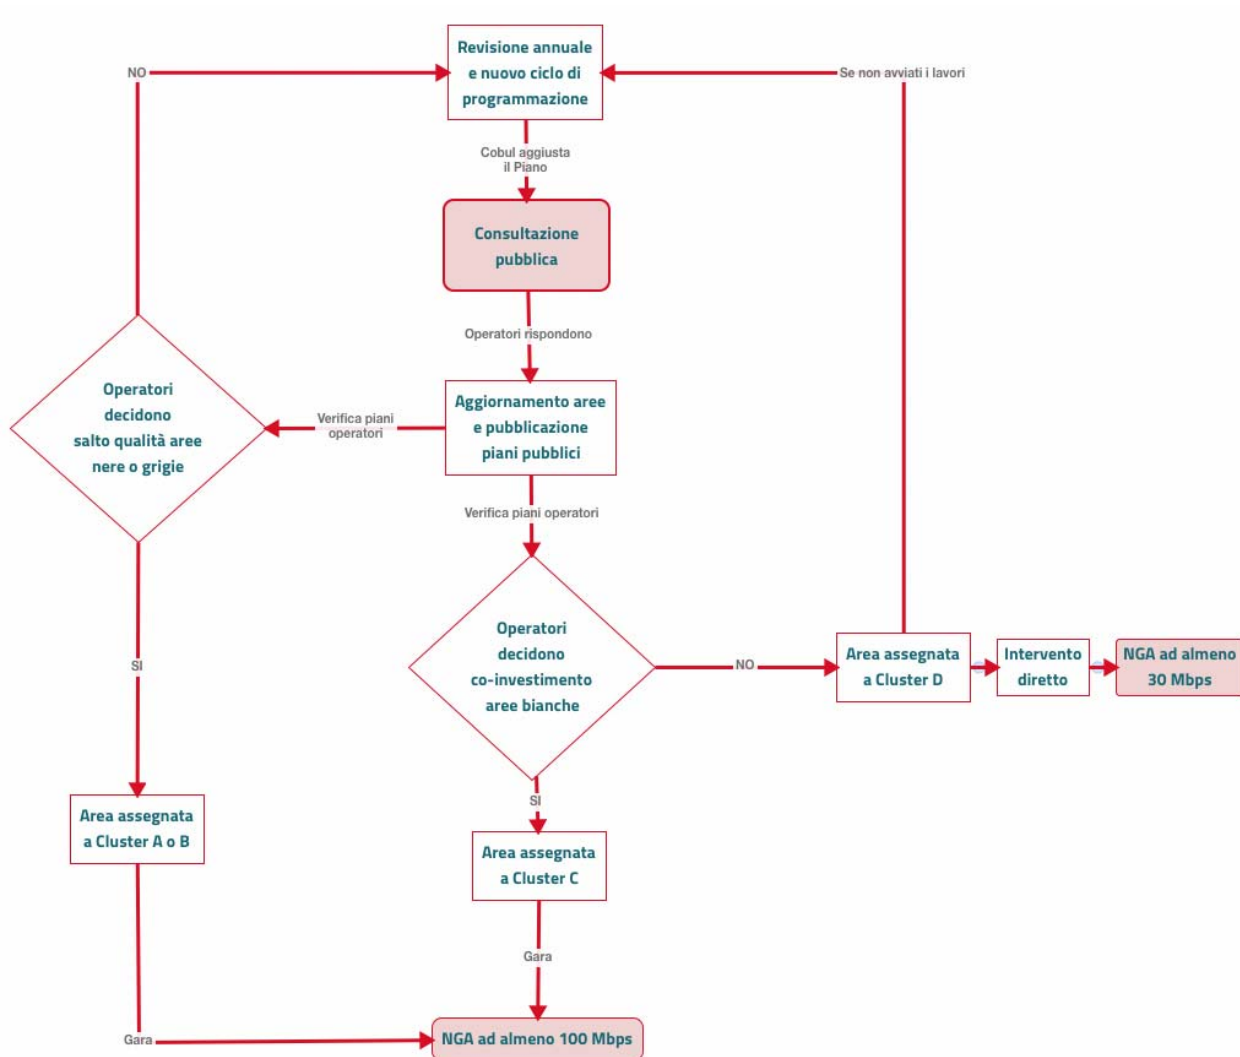 Revisione annuale
e nuovo ciclo di
programmazione
NO
Se non avviati i lavori
Cobul aggiusta
il Piano
Consultazione
pubblica
Operatori rispondono
Operatori
decidono
salto qualità aree
nere o grigie
Verifica piani
operatori
Aggiornamento aree
e pubblicazione
piani pubblici
Verifica piani operatori
Operatori
decidono
co-investimento
aree bianche
NO
Area assegnata
a Cluster D
Intervento
diretto
NGA ad almeno
30 Mbps
SI
Area assegnata
a Cluster A o B
SI
Area assegnata
a Cluster C
Gara
Gara
NGA ad almeno 100 Mbps